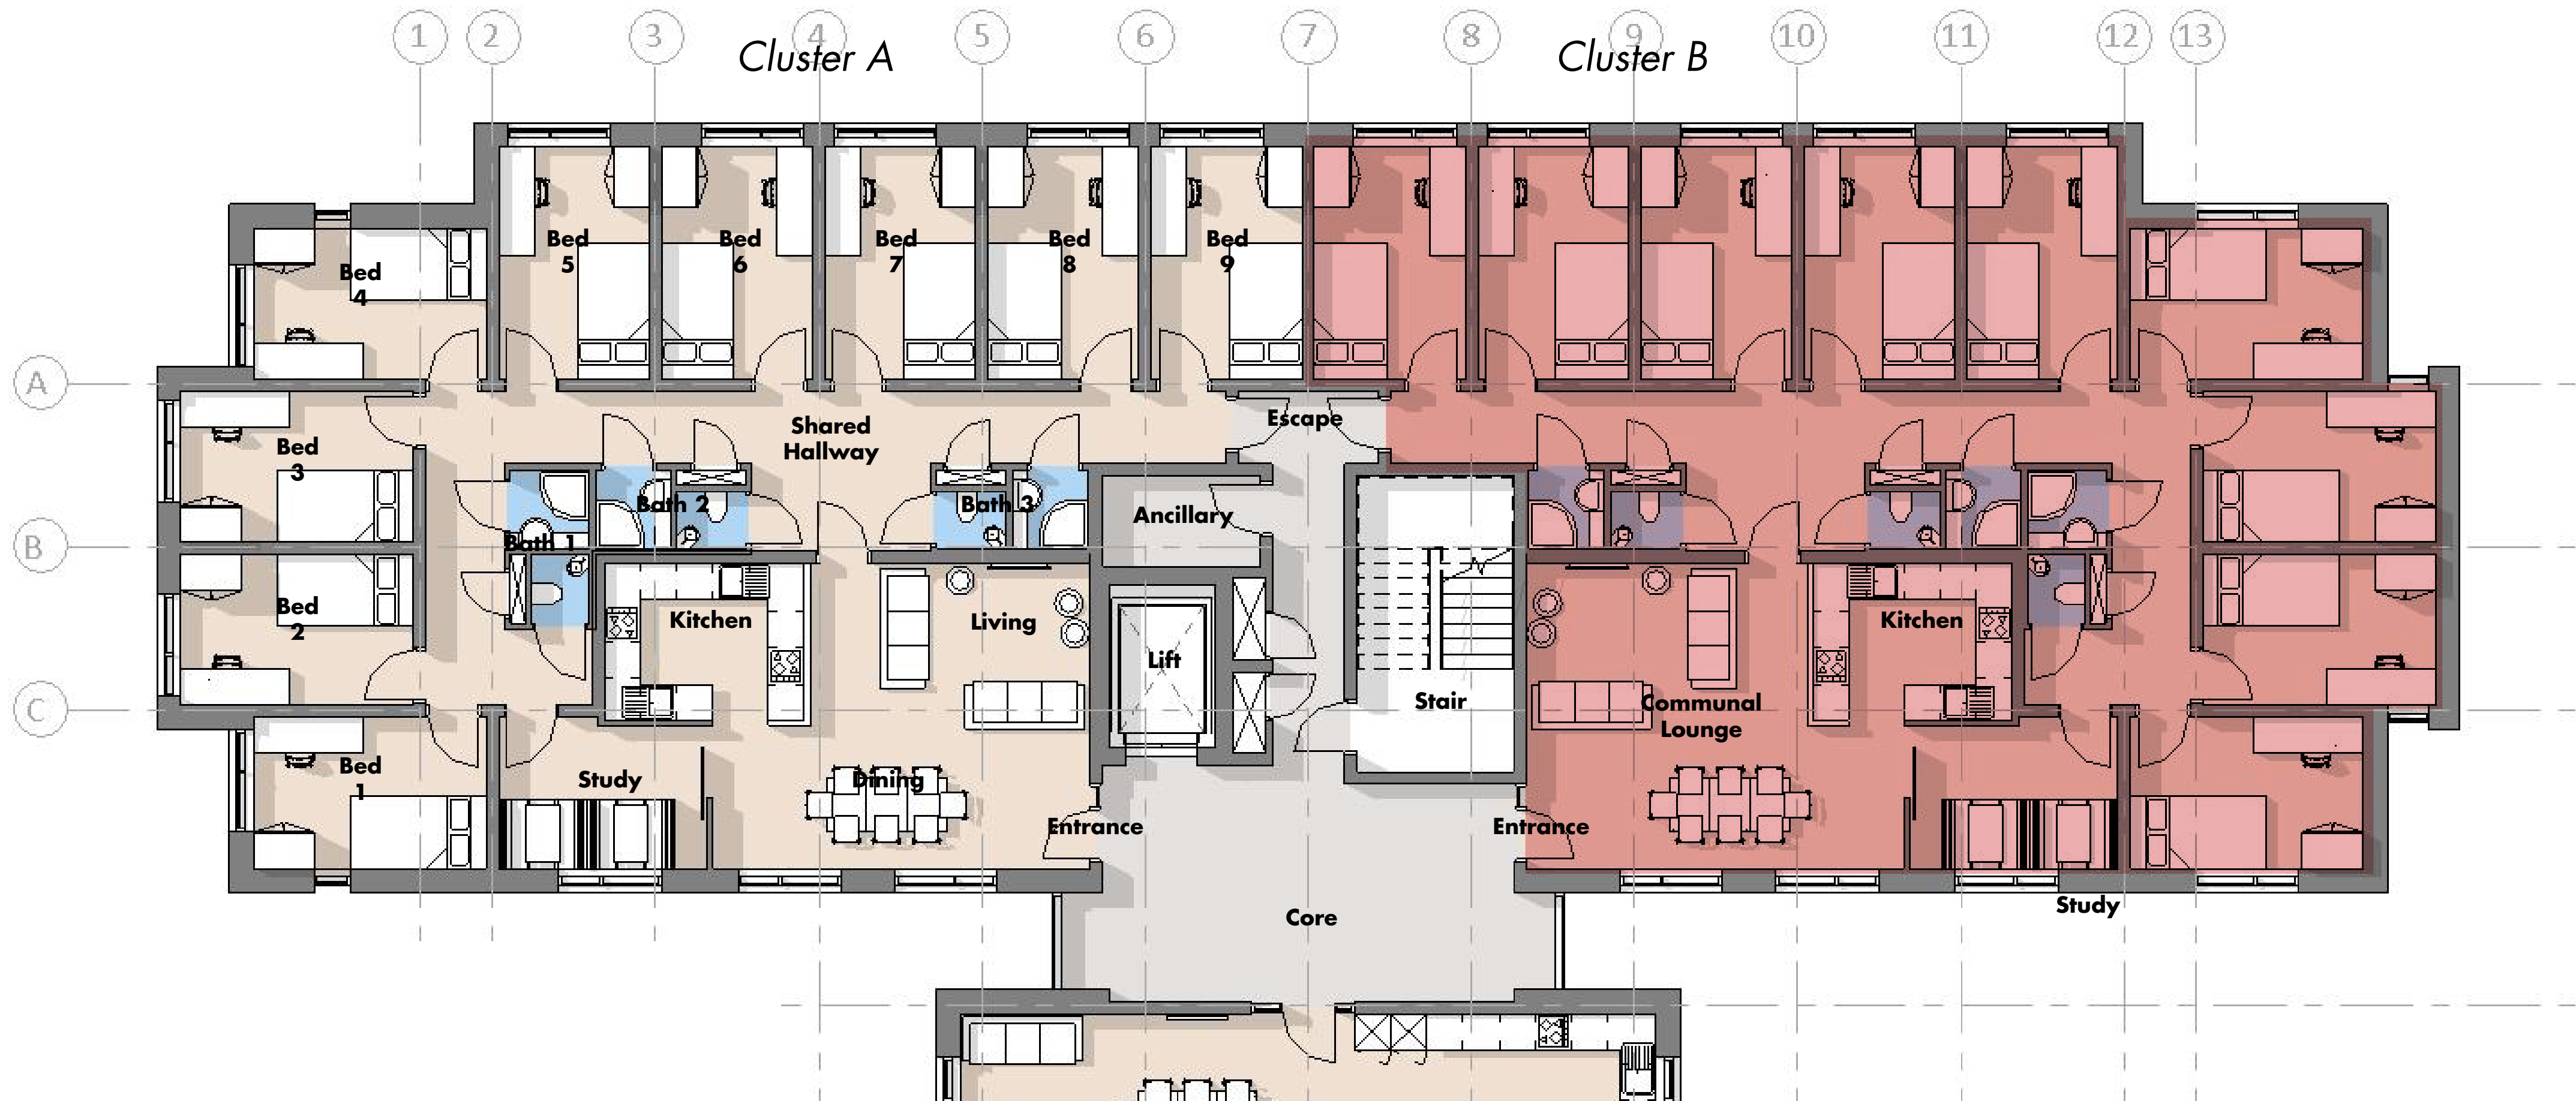 1 2 3 4 5 6 7 8 9 10 11 12 13
Cluster A
Cluster B
Bed
5
Bed
6
Bed
7
Bed
8
Bed
9
Bed
4
A
Escape
Shared
Hallway
Bed
3
Bath 2
Bath 3
Ancillary
B
Bath 1
Bed
2
Kitchen
Living
Kitchen
Lift
C
Stair
Communal
Lounge
Bed
1
Study
Dining
Entrance
Entrance
Study
Core